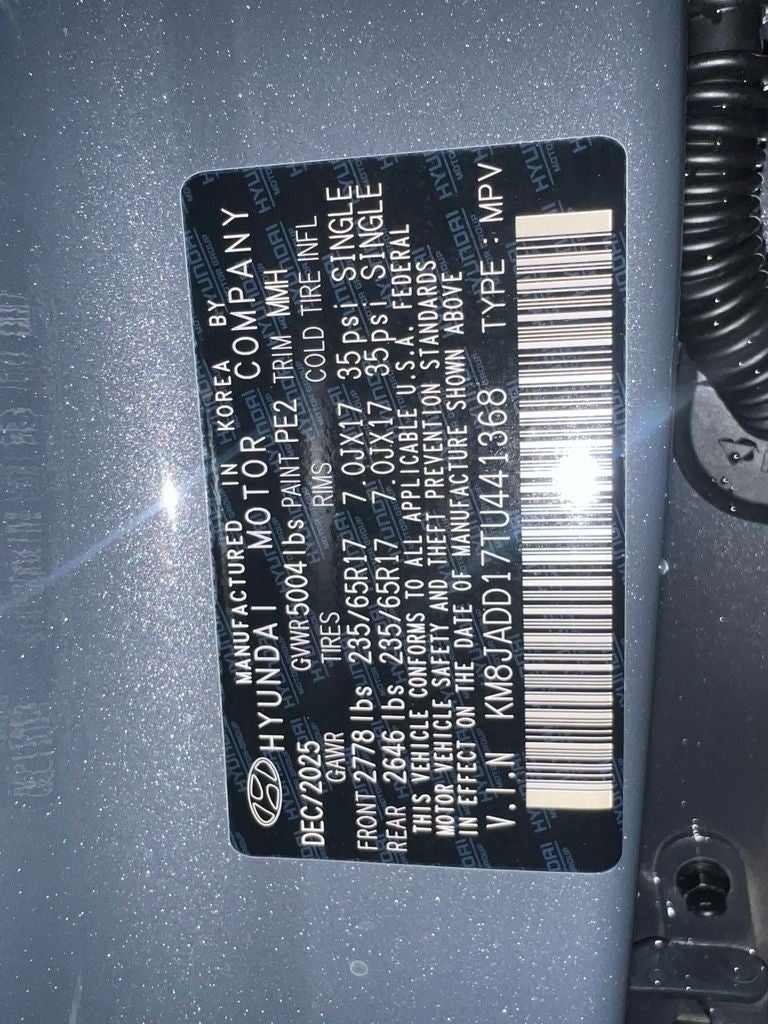 MANUFACTURED IN KOREA BY
HYUNDAI MOTOR COMPANY
DEC/2025 GVWR5004lbs PAINT PE2 TRIM MMH
GAWR TIRES RIMS COLD TIRE INFL
FRONT 2778 lbs 235/65R17 7.0JX17 35psi SINGLE
REAR 2646 lbs 235/65R17 7.0JX17 35psi SINGLE
THIS VEHICLE CONFORMS TO ALL APPLICABLE U.S.A. FEDERAL
MOTOR VEHICLE SAFETY AND THEFT PREVENTION STANDARDS
IN EFFECT ON THE DATE OF MANUFACTURE SHOWN ABOVE
V.I.N KM8JADD17TU441368 TYPE : MPV